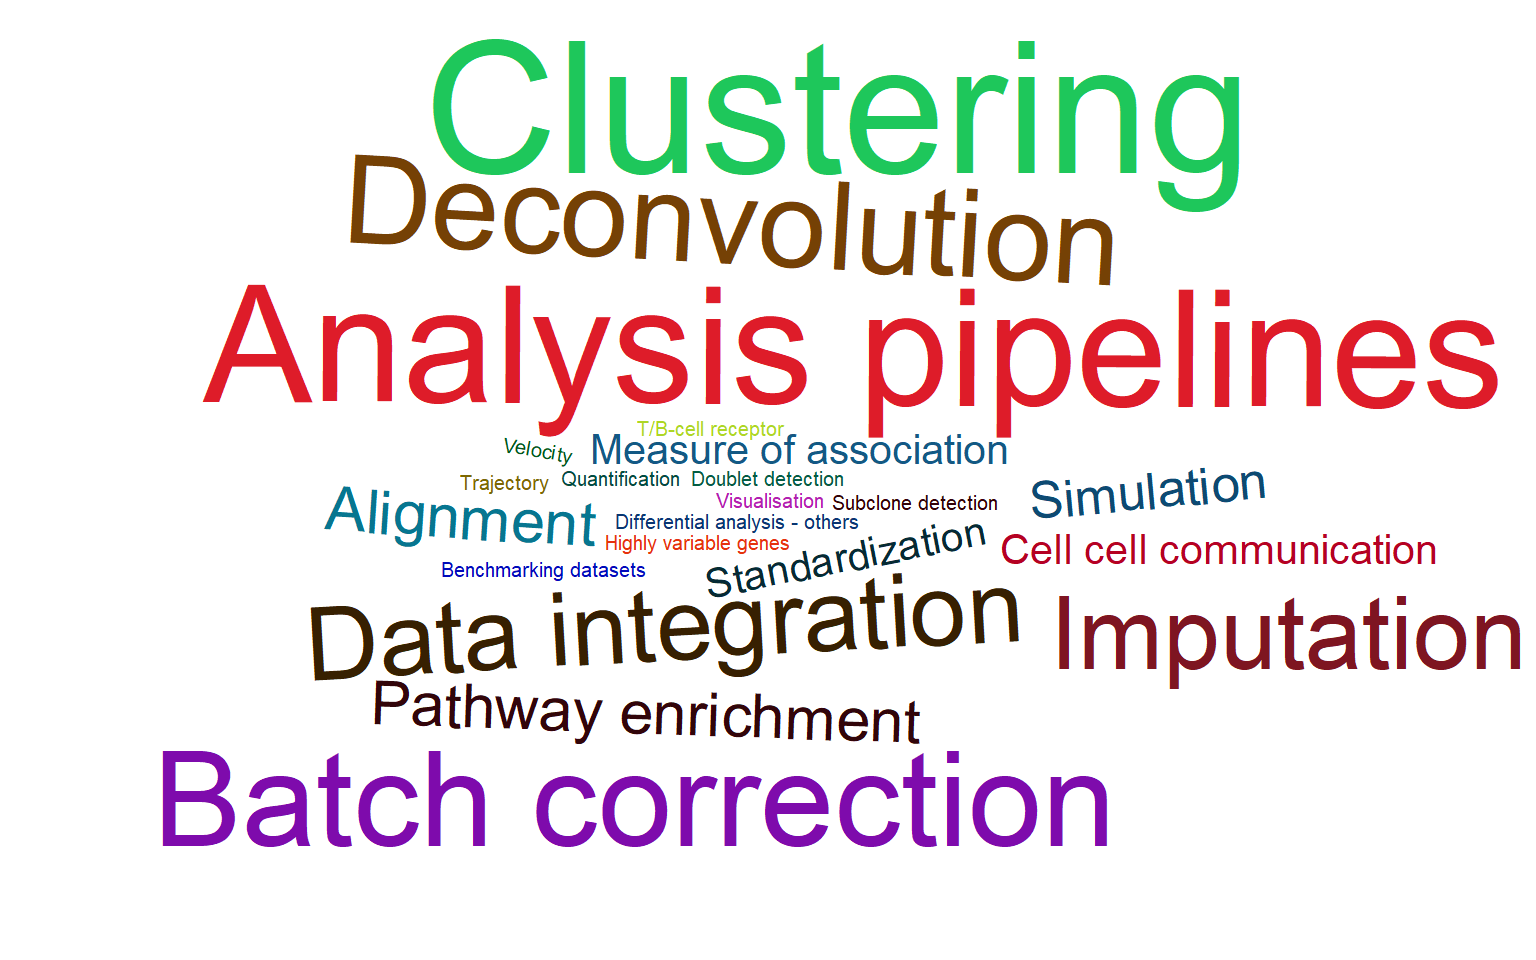 Clustering
Deconvolution
Analysis pipelines
T/B-cell receptor
Velocity
Measure of association
Trajectory
Quantification
Doublet detection
Simulation
Alignment
Visualisation
Subclone detection
Differential analysis - others
Highly variable genes
Standardization
Cell cell communication
Benchmarking datasets
Data integration
Imputation
Pathway enrichment
Batch correction